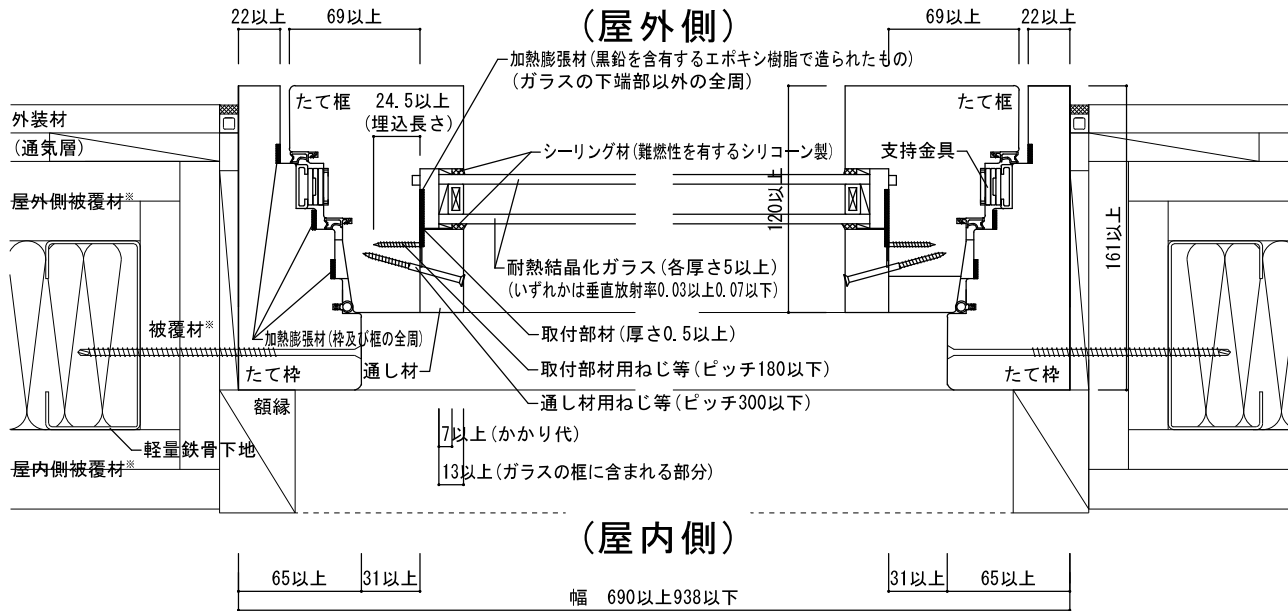 22以上
69以上
(屋外側)
69以上
22以上
加熱膨張材(黒鉛を含有するエポキシ樹脂で造られたもの)
(ガラスの下端部以外の全周)
たて框
24.5以上
(埋込長さ)
たて框
外装材
(通気層)
シーリング材(難燃性を有するシリコーン製)
支持金具
屋外側被覆材※
120以上
161以上
耐熱結晶化ガラス(各厚さ5以上)
(いずれかは垂直放射率0.03以上0.07以下)
被覆材※
加熱膨張材(枠及び框の全周)
取付部材(厚さ0.5以上)
通し材
取付部材用ねじ等(ピッチ180以下)
たて枠
たて枠
額縁
通し材用ねじ等(ピッチ300以下)
7以上(かかり代)
軽量鉄骨下地
屋内側被覆材※
13以上(ガラスの框に含まれる部分)
(屋内側)
65以上
31以上
31以上
65以上
幅 690以上938以下